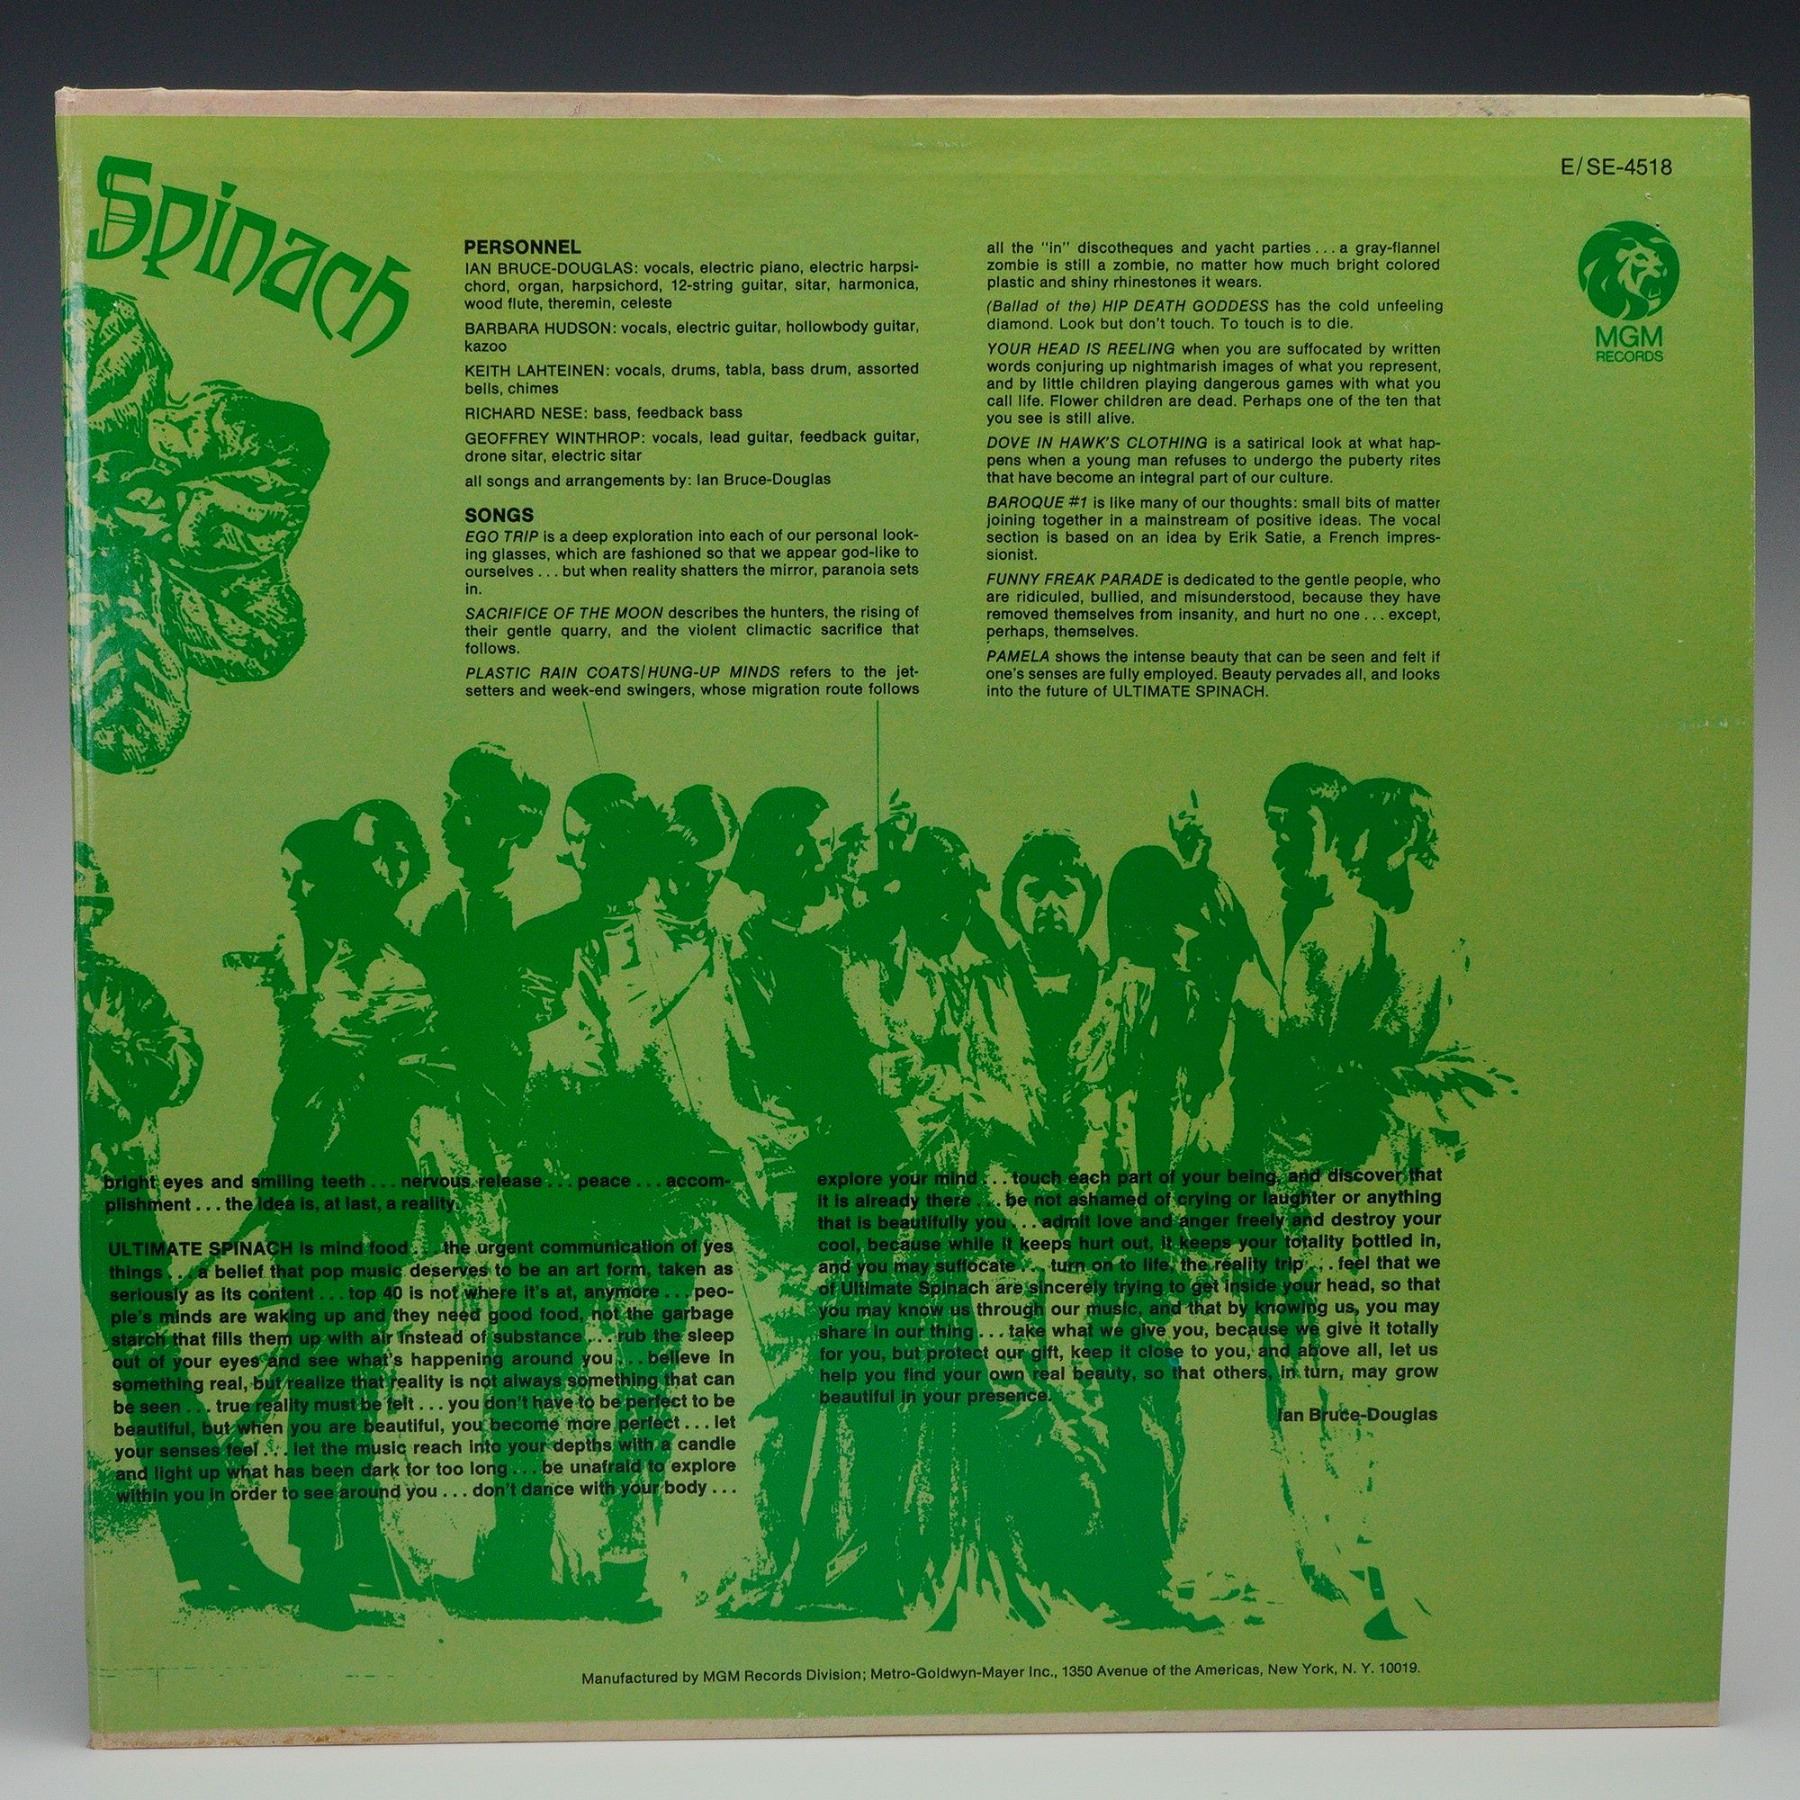 Spinach
E/SE-4518
MGM
RECORDS
PERSONNEL
IAN BRUCE-DOUGLAS: vocals, electric piano, electric harpsi-
chord, organ, harpsichord, 12-string guitar, sitar, harmonica,
wood flute, theremin, celeste
BARBARA HUDSON: vocals, electric guitar, hollowbody guitar,
kazoo
KEITH LAHTEINEN: vocals, drums, tabla, bass drum, assorted
bells, chimes
RICHARD NESE: bass, feedback bass
GEOFFREY WINTHROP: vocals, lead guitar, feedback guitar,
drone sitar, electric sitar
all songs and arrangements by: Ian Bruce-Douglas
SONGS
EGO TRIP is a deep exploration into each of our personal look-
ing glasses, which are fashioned so that we appear god-like to
ourselves ... but when reality shatters the mirror, paranoia sets
in.
SACRIFICE OF THE MOON describes the hunters, the rising of
their gentle quarry, and the violent climactic sacrifice that
follows.
PLASTIC RAIN COATS/HUNG-UP MINDS refers to the jet-
setters and week-end swingers, whose migration route follows
all the "in" discotheques and yacht parties ... a gray-flannel
zombie is still a zombie, no matter how much bright colored
plastic and shiny rhinestones it wears.
(Ballad of the) HIP DEATH GODDESS has the cold unfeeling
diamond. Look but don't touch. To touch is to die.
YOUR HEAD IS REELING when you are suffocated by written
words conjuring up nightmarish images of what you represent,
and by little children playing dangerous games with what you
call life. Flower children are dead. Perhaps one of the ten that
you see is still alive.
DOVE IN HAWK'S CLOTHING is a satirical look at what hap-
pens when a young man refuses to undergo the puberty rites
that have become an integral part of our culture.
BAROQUE #1 is like many of our thoughts: small bits of matter
joining together in a mainstream of positive ideas. The vocal
section is based on an idea by Erik Satie, a French impres-
sionist.
FUNNY FREAK PARADE is dedicated to the gentle people, who
are ridiculed, bullied, and misunderstood, because they have
removed themselves from insanity, and hurt no one ... except,
perhaps, themselves.
PAMELA shows the intense beauty that can be seen and felt if
one's senses are fully employed. Beauty pervades all, and looks
into the future of ULTIMATE SPINACH.
bright eyes and smiling teeth ... nervous release ... peace ... accom-
plishment ... the idea is, at last, a reality.
ULTIMATE SPINACH is mind food ... the urgent communication of yes
things ... a belief that pop music deserves to be an art form, taken as
seriously as its content ... top 40 is not where it's at, anymore ... peo-
ple's minds are waking up and they need good food, not the garbage
starch that fills them up with air instead of substance ... rub the sleep
out of your eyes and see what's happening around you ... believe in
something real, but realize that reality is not always something that can
be seen ... true reality must be felt ... you don't have to be perfect to be
beautiful, but when you are beautiful, you become more perfect ... let
your senses feel ... let the music reach into your depths with a candle
and light up what has been dark for too long ... be unafraid to explore
within you in order to see around you ... don't dance with your body ...
explore your mind ... touch each part of your being, and discover that
it is already there ... be not ashamed of crying or laughter or anything
that is beautifully you ... admit love and anger freely and destroy your
cool, because while it keeps hurt out, it keeps your totality bottled in,
and you may suffocate ... turn on to life, the reality trip ... feel that we
of Ultimate Spinach are sincerely trying to get inside your head, so that
you may know us through our music, and that by knowing us, you may
share in our thing ... take what we give you, because we give it totally
for you, but protect our gift, keep it close to you, and above all, let us
help you find your own real beauty, so that others, in turn, may grow
beautiful in your presence.
Ian Bruce-Douglas
Manufactured by MGM Records Division; Metro-Goldwyn-Mayer Inc., 1350 Avenue of the Americas, New York, N. Y. 10019.